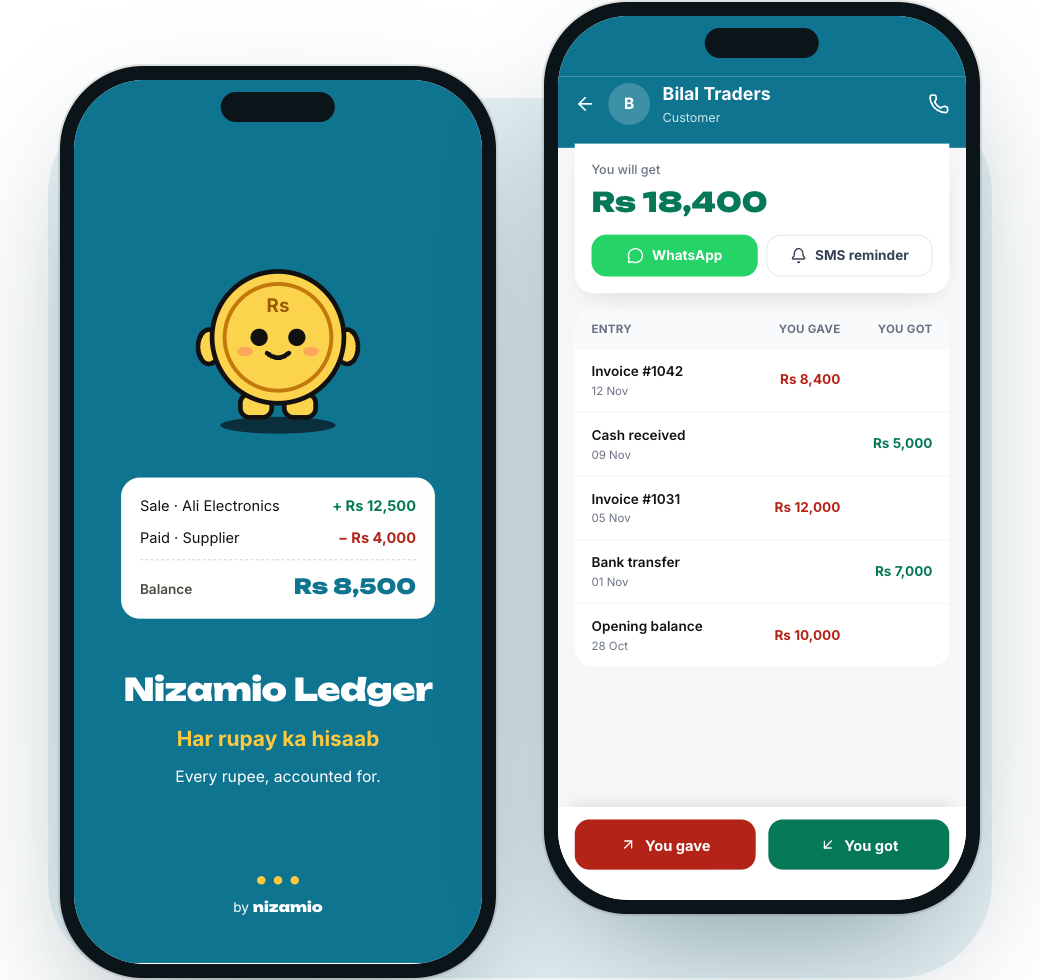 Rs
Sale · Ali Electronics + Rs 12,500
Paid · Supplier – Rs 4,000
Balance Rs 8,500
Nizamio Ledger
Har rupay ka hisaab
Every rupee, accounted for.
by nizamio
B
Bilal Traders
Customer
You will get
Rs 18,400
WhatsApp SMS reminder
ENTRY YOU GAVE YOU GOT
Invoice #1042 Rs 8,400
12 Nov
Cash received Rs 5,000
09 Nov
Invoice #1031 Rs 12,000
05 Nov
Bank transfer Rs 7,000
01 Nov
Opening balance Rs 10,000
28 Oct
You gave You got